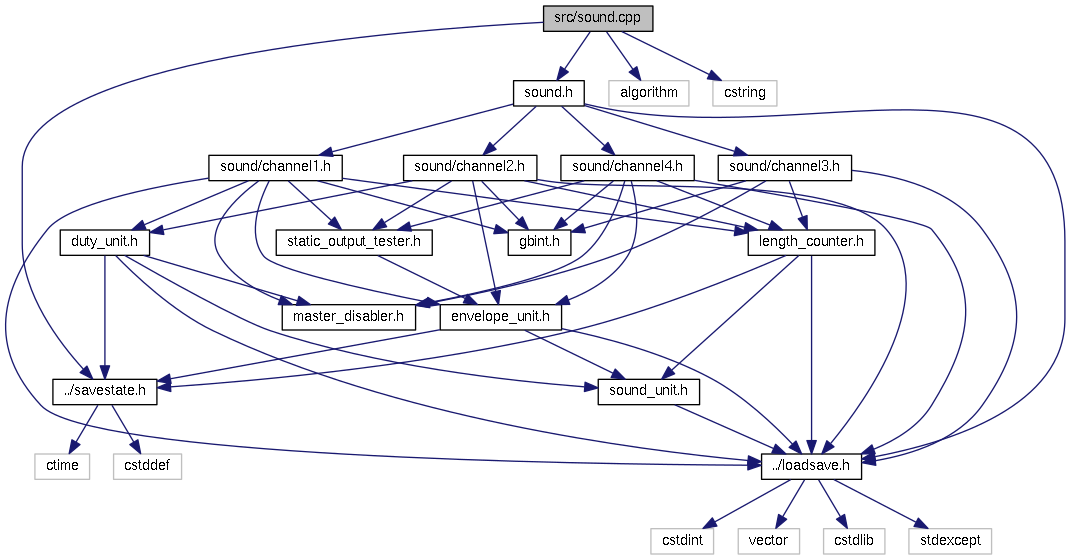 src/sound.cpp
sound.h
algorithm
cstring
sound/channel1.h
sound/channel2.h
sound/channel4.h
sound/channel3.h
duty_unit.h
static_output_tester.h
gbint.h
length_counter.h
master_disabler.h
envelope_unit.h
../savestate.h
sound_unit.h
ctime
cstddef
../loadsave.h
cstdint
vector
cstdlib
stdexcept